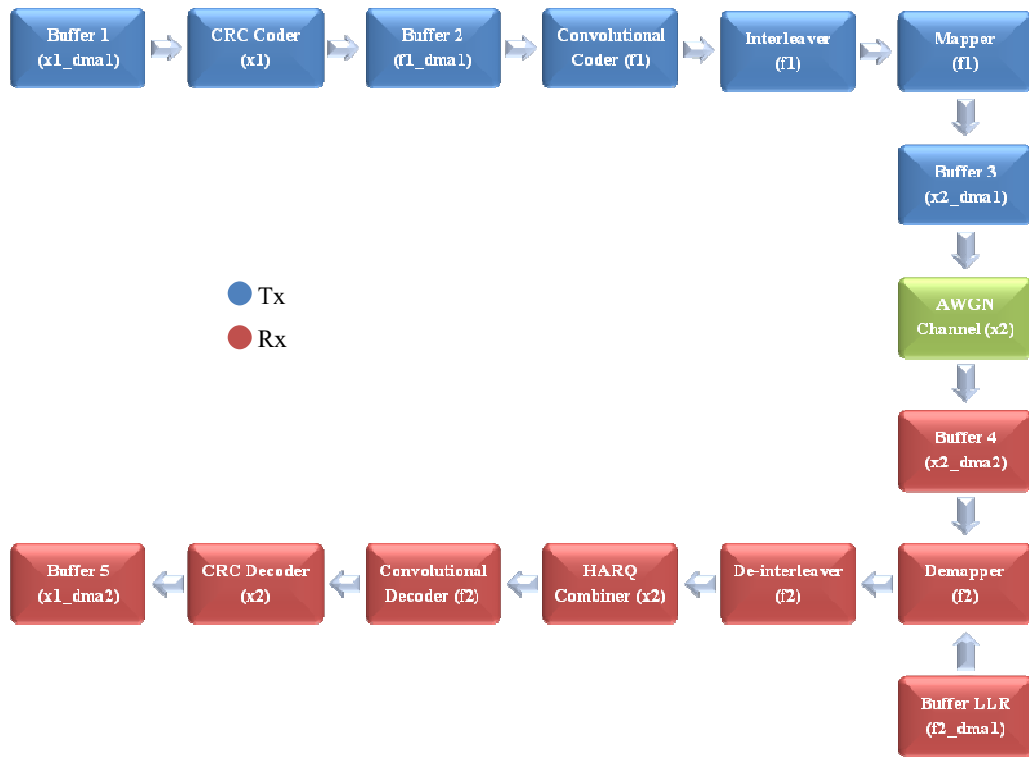 Buffer 1
(x1_dma1)
CRC Coder
(x1)
Buffer 2
(f1_dma1)
Convolutional
Coder (f1)
Interleaver
(f1)
Mapper
(f1)
Buffer 3
(x2_dma1)
Tx
Rx
AWGN
Channel (x2)
Buffer 4
(x2_dma2)
Buffer 5
(x1_dma2)
CRC Decoder
(x2)
Convolutional
Decoder (f2)
HARQ
Combiner (x2)
De-interleaver
(f2)
Demapper
(f2)
Buffer LLR
(f2_dma1)